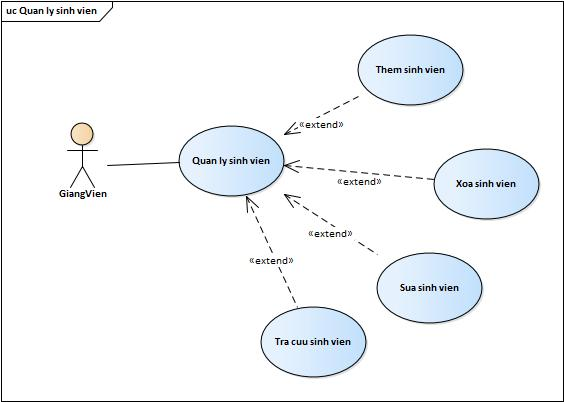 uc Quan ly sinh vien
Them sinh vien
«extend»
Quan ly sinh vien
GiangVien
Xoa sinh vien
«extend»
«extend»
«extend»
Sua sinh vien
Tra cuu sinh vien